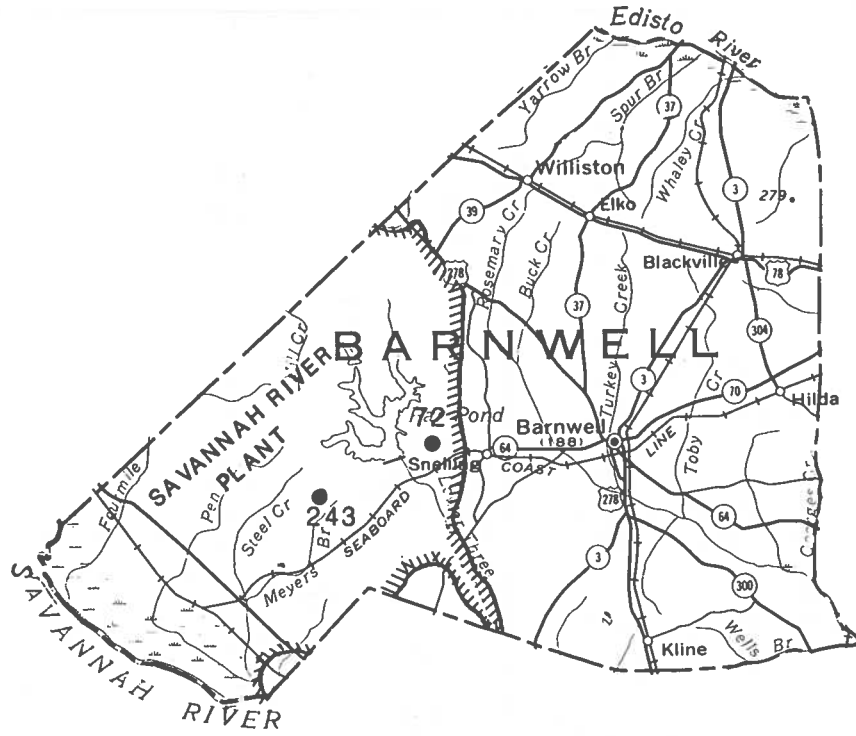 Edisto River
Yarrow Br
Spur Br
37
Whaley Cr
3
279
Williston
Elko
39
Rosemary Cr
Buck Cr
278
37
Turkey Creek
Blackville
78
BARNWELL
304
3
70
Hilda
Cr
Toby
SAVANNAH RIVER
PLANT
72
Pond
Barnwell
(188)
64
Snelling
SEABOARD COAST LINE
278
64
Fourmile
Pen
Steel Cr
243
Meyers Br
Three
3
300
Kline
Wells Br
Georges Cr
SAVANNAH RIVER